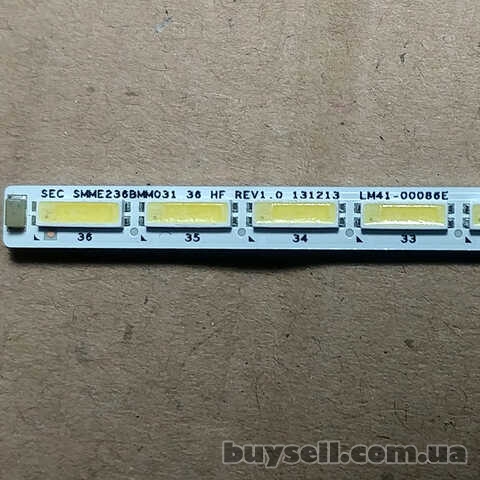 SEC SMME236BMM031 36 HF REV1.0 131213 LM41-00086E
36 35 34 33
buysell.com.ua